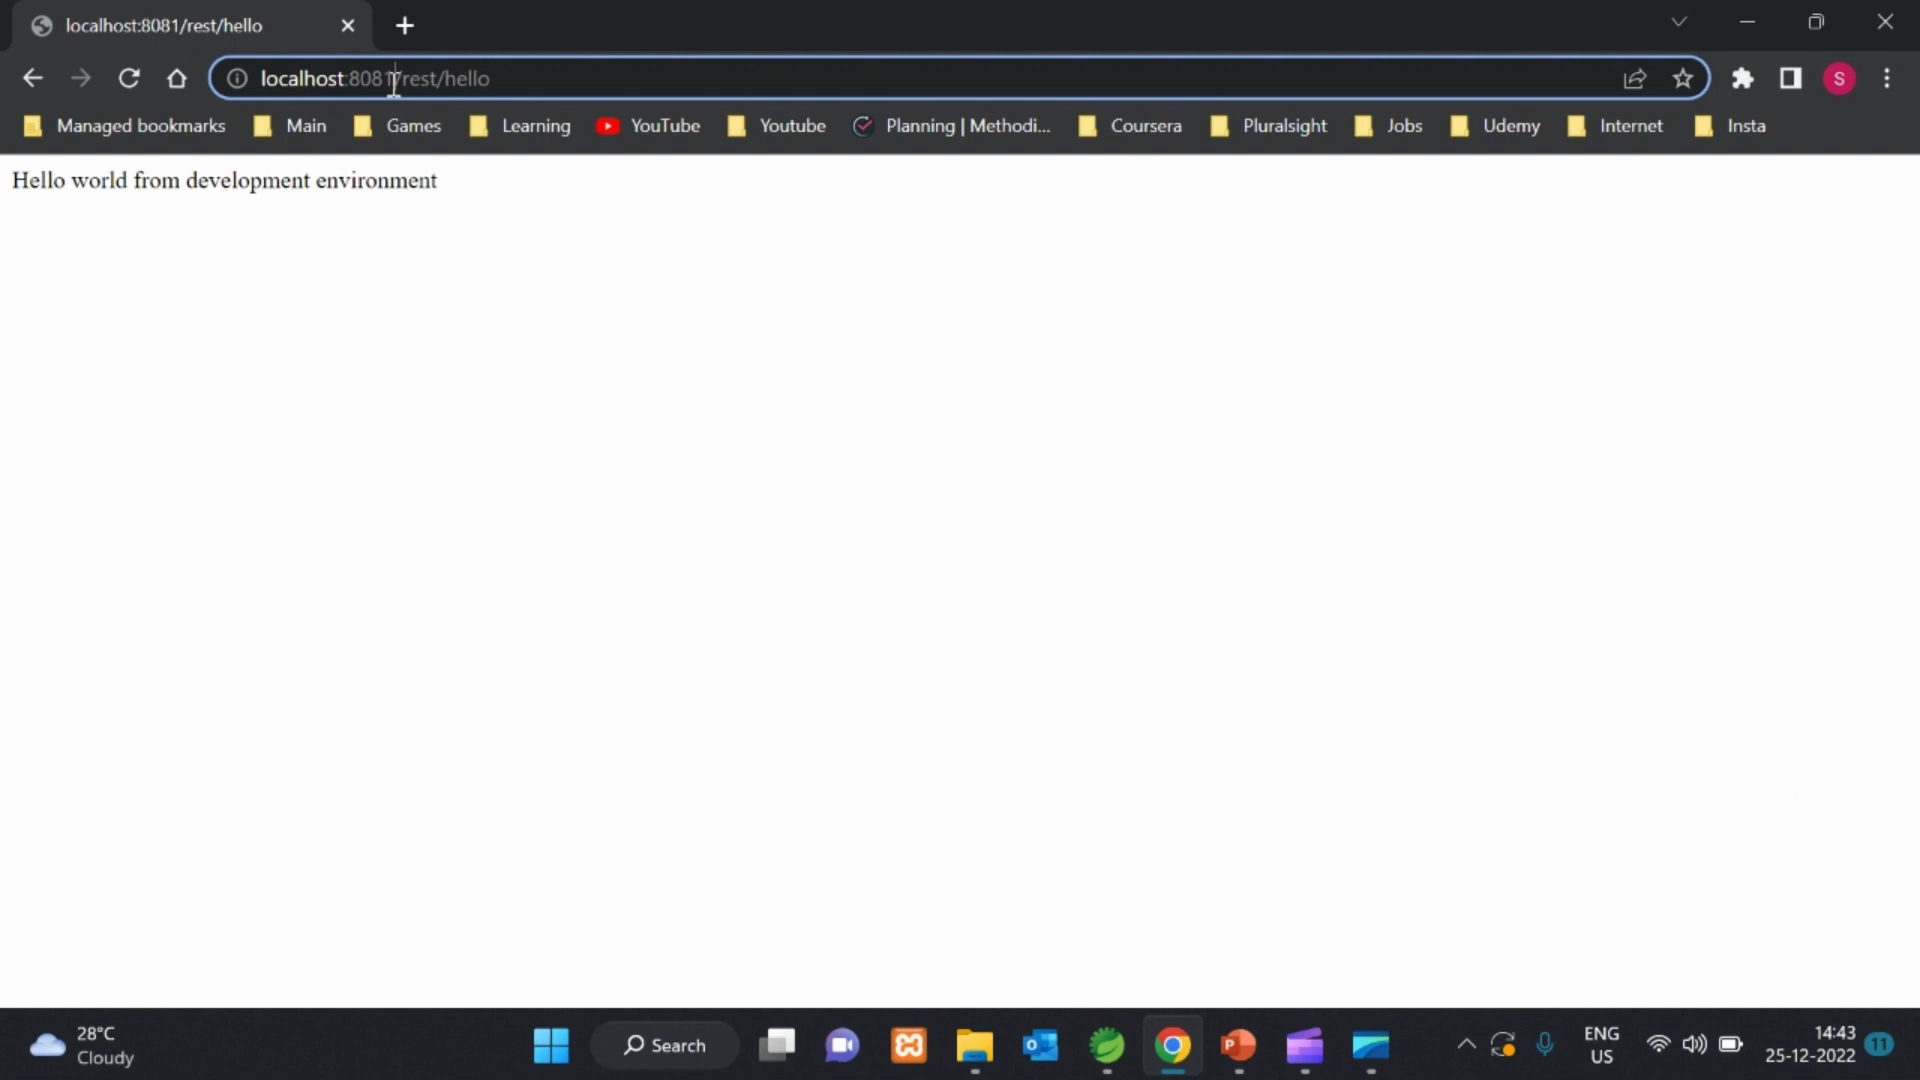 localhost:8081/rest/hello
localhost:8081/rest/hello
S
Managed bookmarks Main Games Learning YouTube Youtube Planning | Methodi... Coursera Pluralsight Jobs Udemy Internet Insta
Hello world from development environment
28°C
Cloudy
Search
ENG
US
14:43
25-12-2022
11